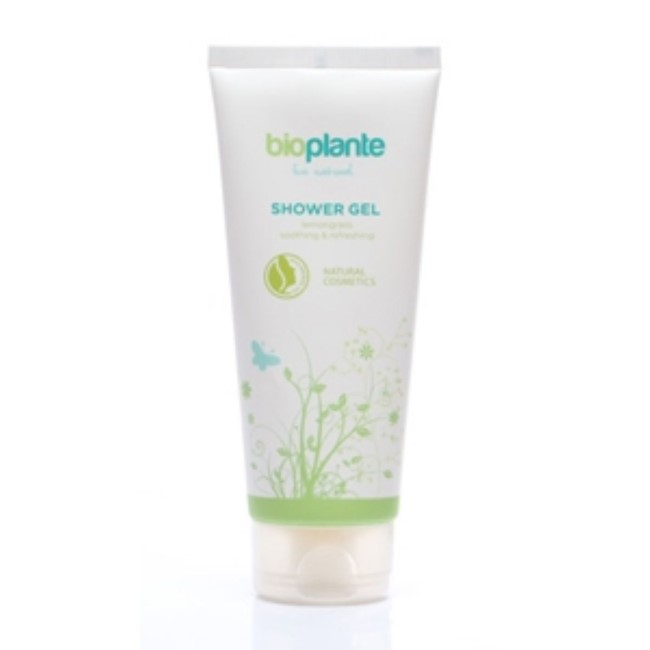 bioplante
live natural
SHOWER GEL
lemongrass
soothing & refreshing
NATURAL
COSMETICS